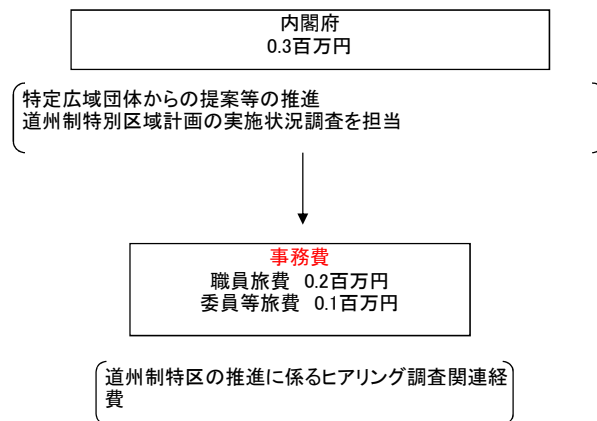 内閣府
0.3百万円
特定広域団体からの提案等の推進
道州制特別区域計画の実施状況調査を担当
事務費
職員旅費 0.2百万円
委員等旅費 0.1百万円
道州制特区の推進に係るヒアリング調査関連経
費